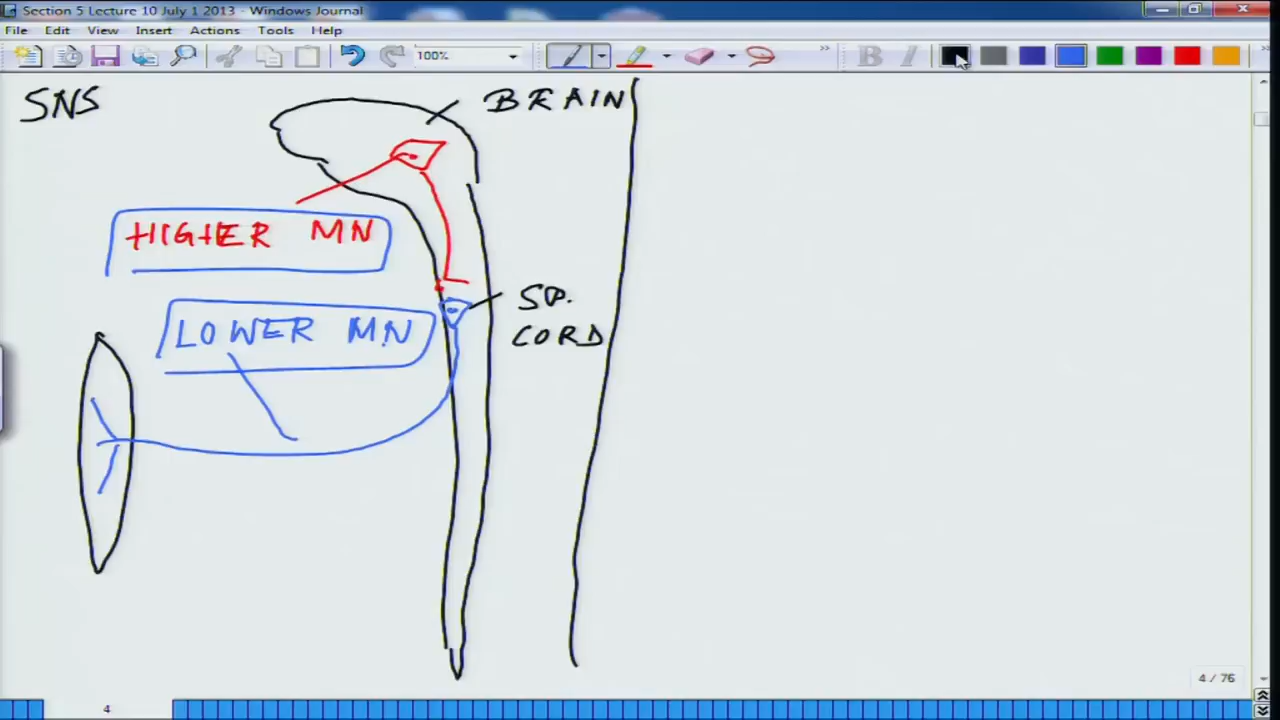 Section 5 Lecture 10 July 1 2013 - Windows Journal
File Edit View Insert Actions Tools Help
100%
B I
SNS
BRAIN
HIGHER MN
SP.
CORD
LOWER MN
4 / 76
4